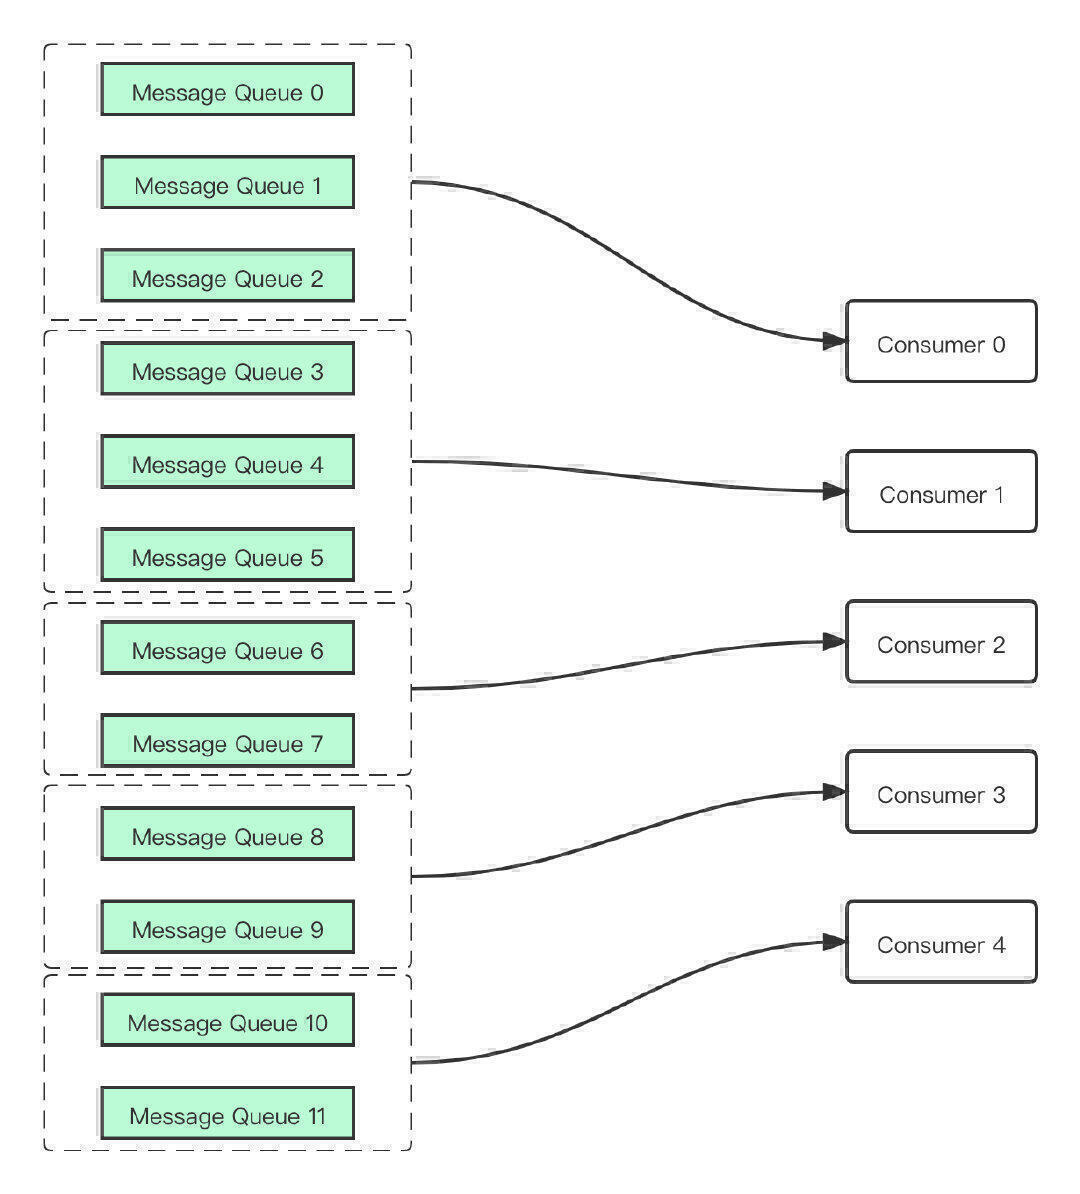 Message Queue 0
Message Queue 1
Message Queue 2
Message Queue 3
Message Queue 4
Message Queue 5
Message Queue 6
Message Queue 7
Message Queue 8
Message Queue 9
Message Queue 10
Message Queue 11
Consumer 0
Consumer 1
Consumer 2
Consumer 3
Consumer 4